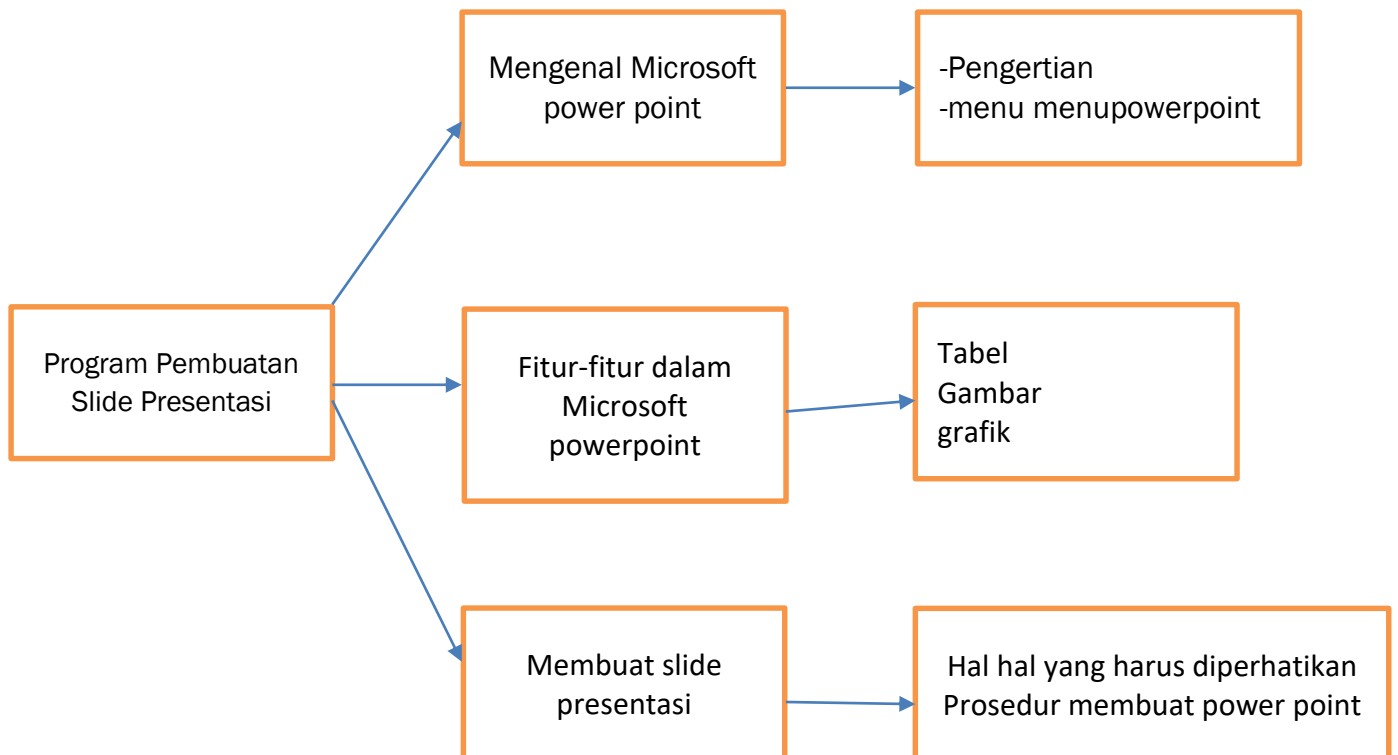 Mengenal Microsoft
power point
-Pengertian
-menu menupowerpoint
Program Pembuatan
Slide Presentasi
Fitur-fitur dalam
Microsoft
powerpoint
Tabel
Gambar
grafik
Membuat slide
presentasi
Hal hal yang harus diperhatikan
Prosedur membuat power point